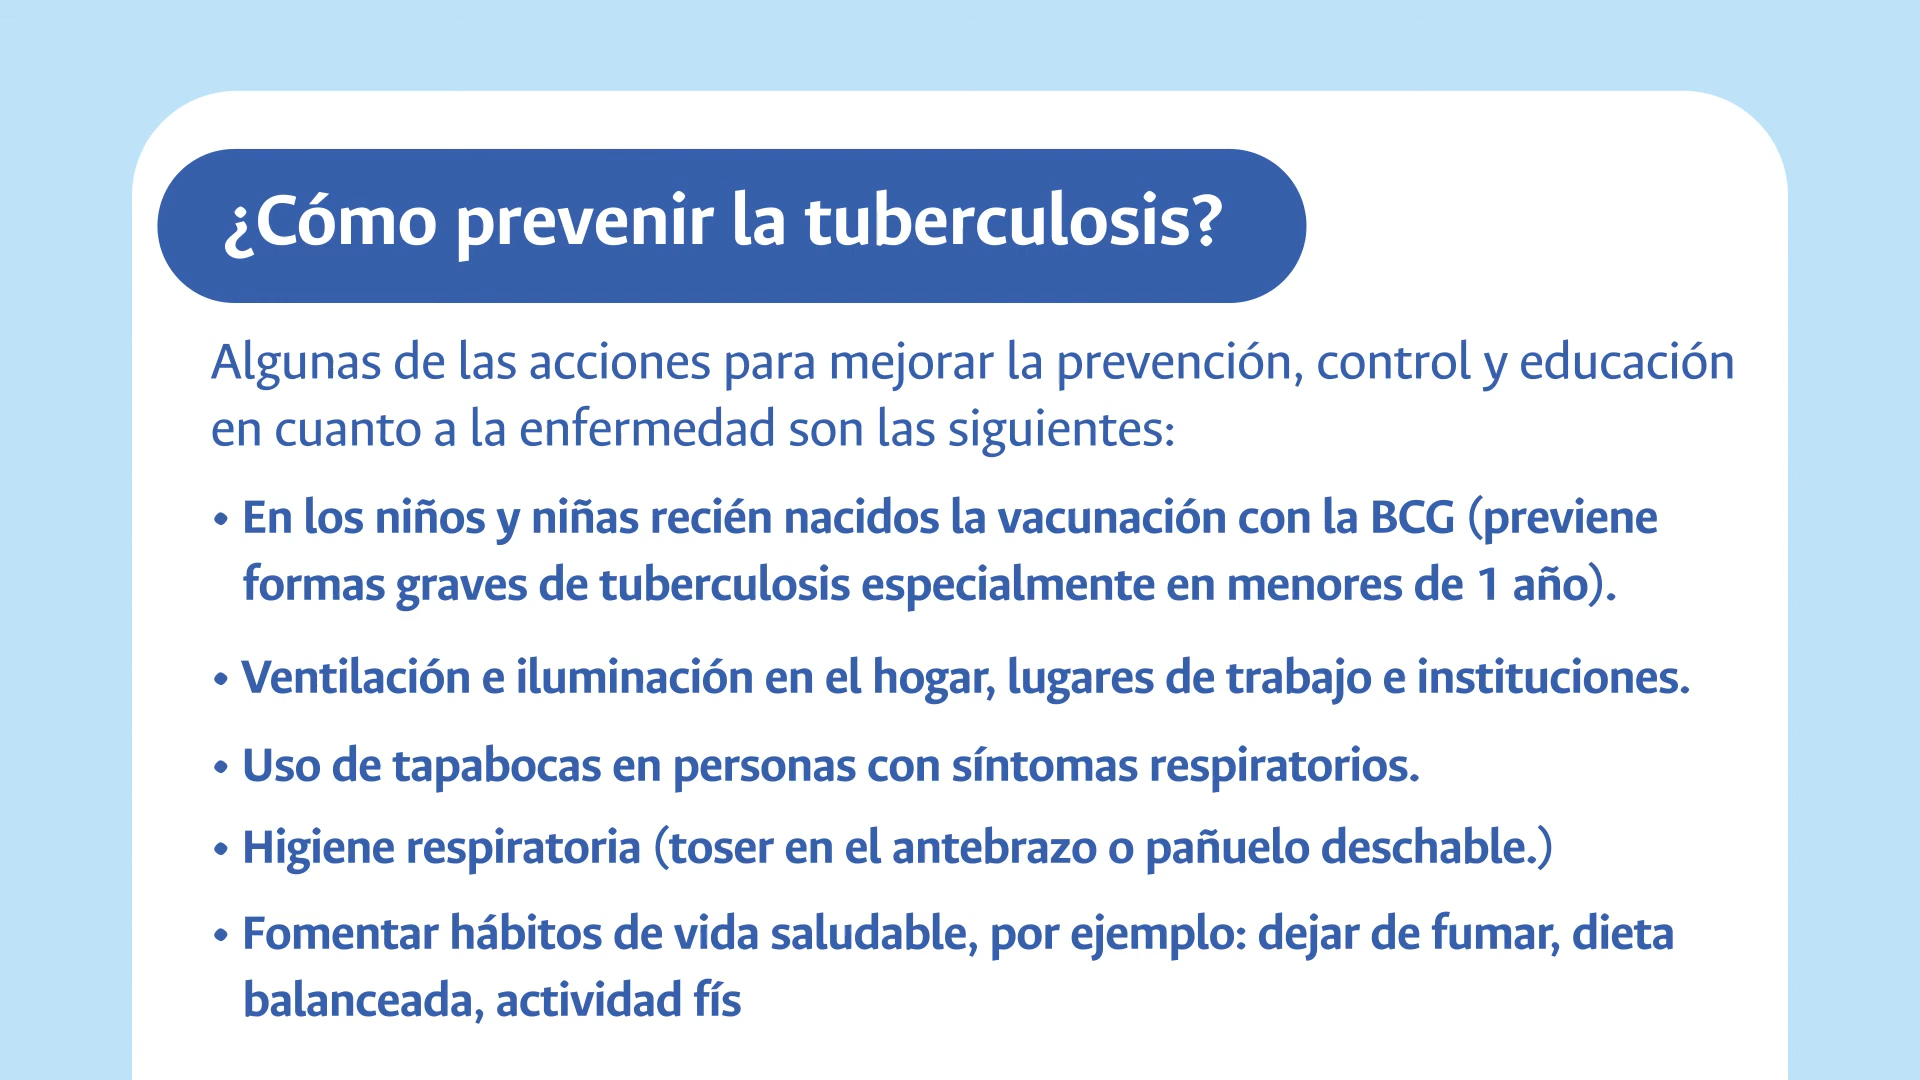 ¿Cómo prevenir la tuberculosis?
Algunas de las acciones para mejorar la prevención, control y educación
en cuanto a la enfermedad son las siguientes:
• En los niños y niñas recién nacidos la vacunación con la BCG (previene
formas graves de tuberculosis especialmente en menores de 1 año).
• Ventilación e iluminación en el hogar, lugares de trabajo e instituciones.
• Uso de tapabocas en personas con síntomas respiratorios.
• Higiene respiratoria (toser en el antebrazo o pañuelo deschable.)
• Fomentar hábitos de vida saludable, por ejemplo: dejar de fumar, dieta
balanceada, actividad fís